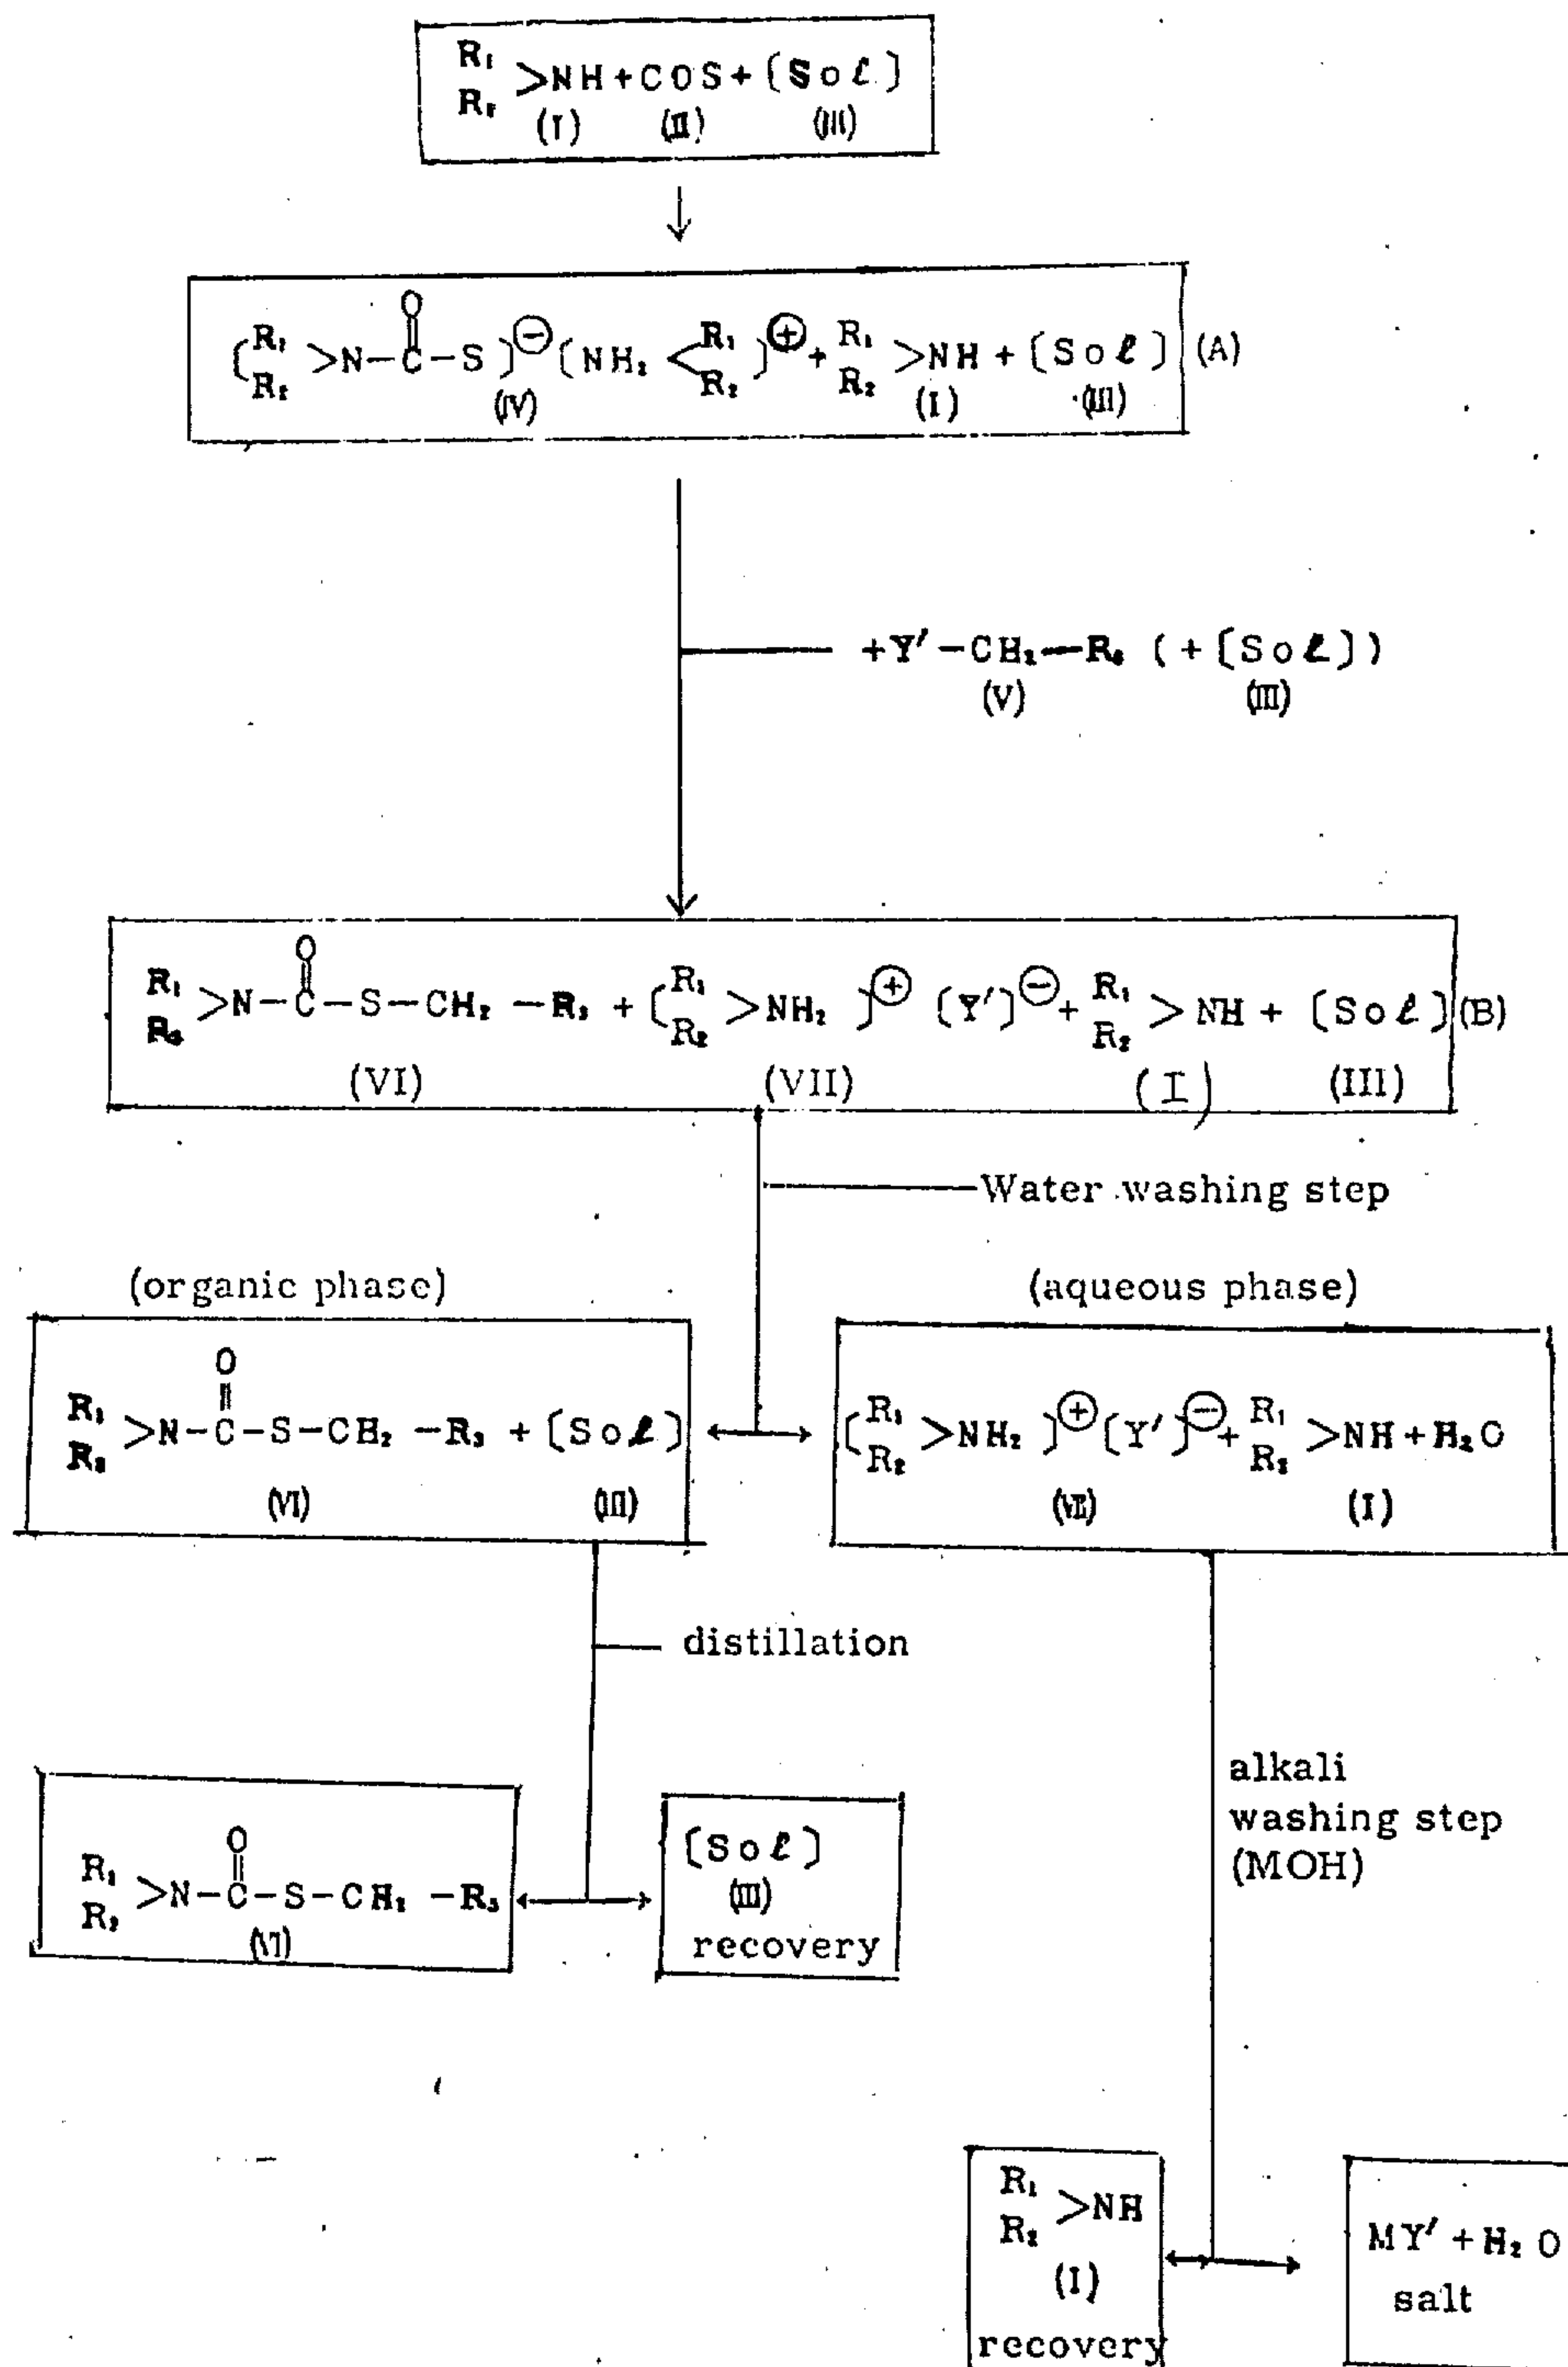 R₁
R₂ >NH + COS + [Sol]
(I) (II) (III)
O
[R₁ R₂ >N-C-S]⊖ [NH₂ <R₁ R₂]⊕ + R₁ R₂ >NH + [Sol] (A)
(IV) (I) (III)
+Y'-CH₂-R₆ (+[Sol])
(V) (III)
O
R₁ R₆ >N-C-S-CH₂-R₃ + [R₁ R₂ >NH₂]⊕ [Y']⊖ + R₁ R₂ >NH + [Sol] (B)
(VI) (VII) (I) (III)
Water washing step
(organic phase) (aqueous phase)
O
R₁ R₂ >N-C-S-CH₂-R₃ + [Sol] [R₁ R₂ >NH₂]⊕ [Y']⊖ + R₁ R₂ >NH + H₂O
(VI) (III) (VII) (I)
distillation
alkali
washing step
(MOH)
O
R₁ R₂ >N-C-S-CH₂-R₃ [Sol]
(VI) (III)
recovery
R₁
R₂ >NH MY' + H₂O
(I) salt
recovery